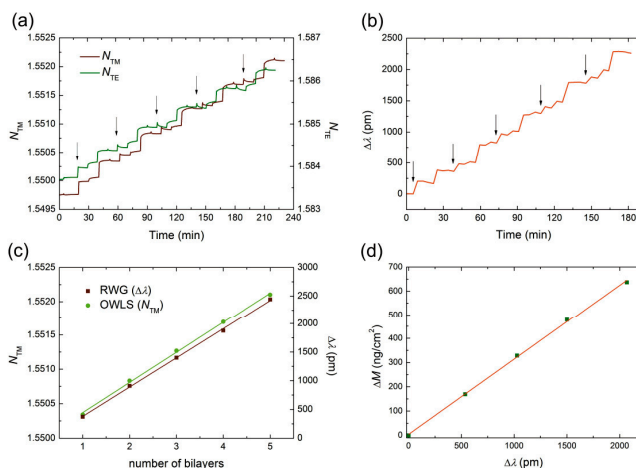 (a)
1.5525
1.5520
1.5515
1.5510
1.5505
1.5500
1.5495
N_TM
N_TM
N_TE
1.587
1.586
1.585
1.584
1.583
N_TE
0 30 60 90 120 150 180 210 240
Time (min)
(b)
2500
2000
1500
1000
500
0
Δλ (pm)
0 30 60 90 120 150 180
Time (min)
(c)
1.5525
1.5520
1.5515
1.5510
1.5505
1.5500
N_TM
RWG (Δλ)
OWLS (N_TM)
3000
2500
2000
1500
1000
500
0
Δλ (pm)
1 2 3 4 5
number of bilayers
(d)
700
600
500
400
300
200
100
0
ΔM (ng/cm²)
0 500 1000 1500 2000
Δλ (pm)